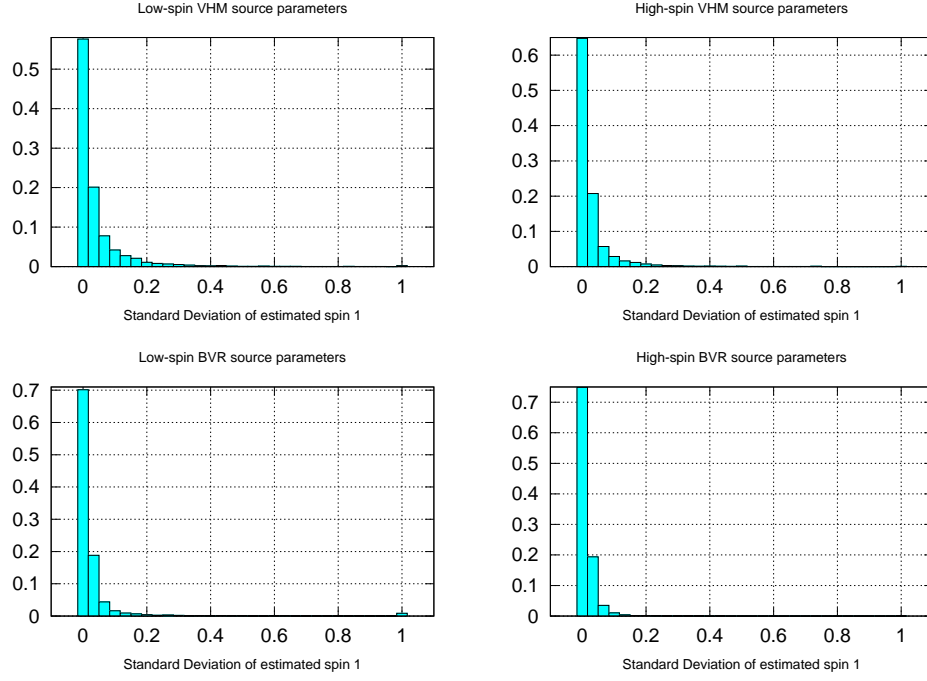 Low-spin VHM source parameters
0.5
0.4
0.3
0.2
0.1
0
0 0.2 0.4 0.6 0.8 1
Standard Deviation of estimated spin 1
High-spin VHM source parameters
0.6
0.5
0.4
0.3
0.2
0.1
0
0 0.2 0.4 0.6 0.8 1
Standard Deviation of estimated spin 1
Low-spin BVR source parameters
0.7
0.6
0.5
0.4
0.3
0.2
0.1
0
0 0.2 0.4 0.6 0.8 1
Standard Deviation of estimated spin 1
High-spin BVR source parameters
0.7
0.6
0.5
0.4
0.3
0.2
0.1
0
0 0.2 0.4 0.6 0.8 1
Standard Deviation of estimated spin 1